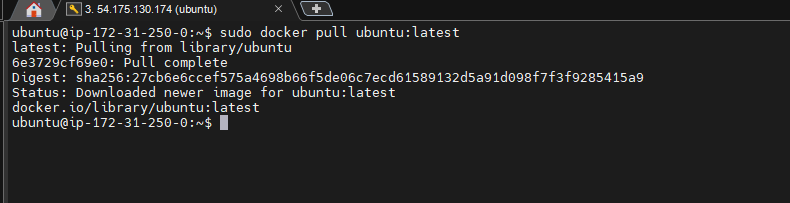 3. 54.175.130.174 (ubuntu)
ubuntu@ip-172-31-250-0:~$ sudo docker pull ubuntu:latest
latest: Pulling from library/ubuntu
6e3729cf69e0: Pull complete
Digest: sha256:27cb6e6ccef575a4698b66f5de06c7ecd61589132d5a91d098f7f3f9285415a9
Status: Downloaded newer image for ubuntu:latest
docker.io/library/ubuntu:latest
ubuntu@ip-172-31-250-0:~$